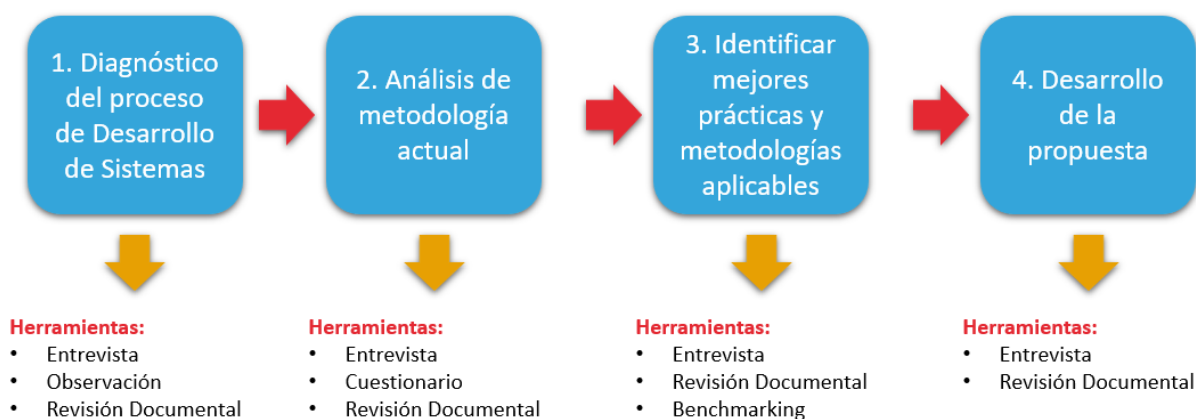 1. Diagnóstico
del proceso
de Desarrollo
de Sistemas
2. Análisis de
metodología
actual
3. Identificar
mejores
prácticas y
metodologías
aplicables
4. Desarrollo
de la
propuesta
Herramientas:
• Entrevista
• Observación
• Revisión Documental
Herramientas:
• Entrevista
• Cuestionario
• Revisión Documental
Herramientas:
• Entrevista
• Revisión Documental
• Benchmarking
Herramientas:
• Entrevista
• Revisión Documental